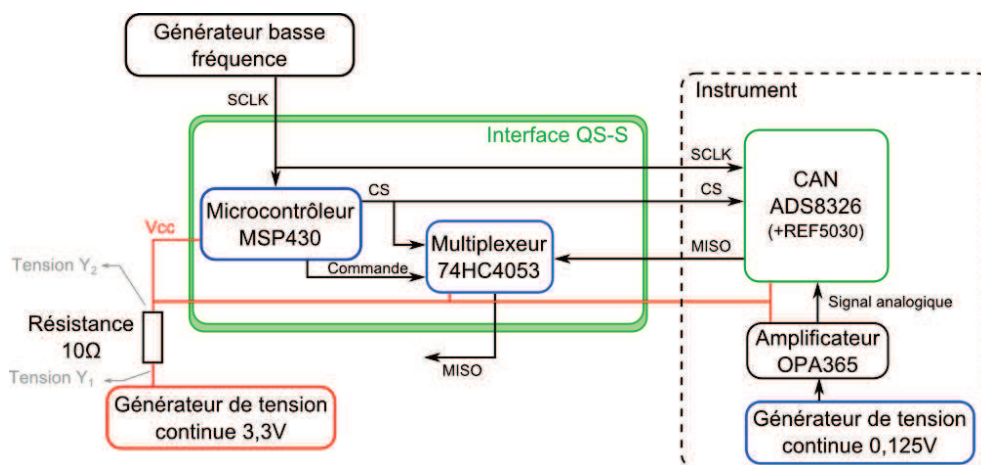 Générateur basse
fréquence
SCLK
Instrument
Interface QS-S
SCLK
CAN
ADS8326
(+REF5030)
CS
CS
Microcontrôleur
MSP430
Vcc
Multiplexeur
74HC4053
MISO
Commande
Tension Y2
Signal analogique
Résistance
10Ω
Amplificateur
OPA365
MISO
Tension Y1
Générateur de tension
continue 3,3V
Générateur de tension
continue 0,125V